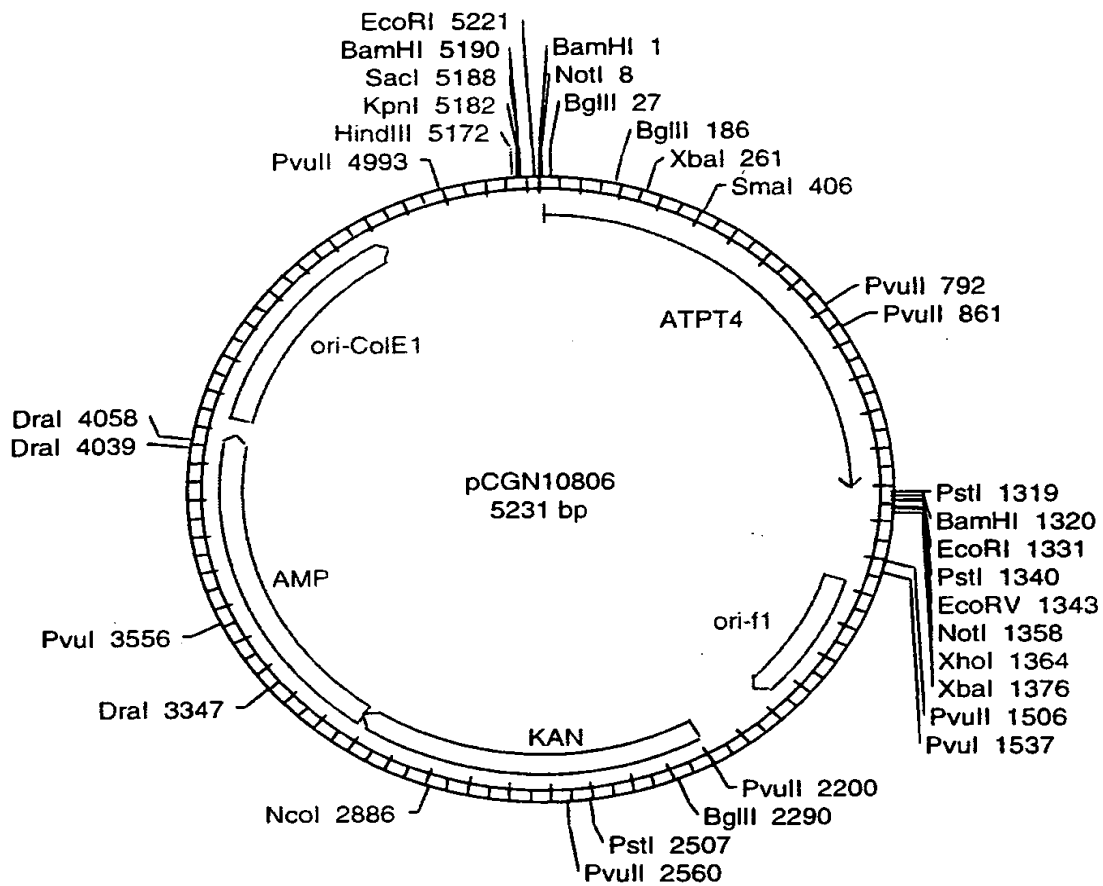 EcoRI 5221
BamHI 5190
SacI 5188
KpnI 5182
HindIII 5172
PvuII 4993
BamHI 1
NotI 8
BglII 27
BglII 186
XbaI 261
SmaI 406
PvuII 792
PvuII 861
ATPT4
ori-ColE1
DraI 4058
DraI 4039
pCGN10806
5231 bp
PstI 1319
BamHI 1320
EcoRI 1331
PstI 1340
EcoRV 1343
NotI 1358
XhoI 1364
XbaI 1376
PvuII 1506
PvuI 1537
AMP
ori-f1
PvuI 3556
DraI 3347
KAN
NcoI 2886
PvuII 2200
BglII 2290
PstI 2507
PvuII 2560